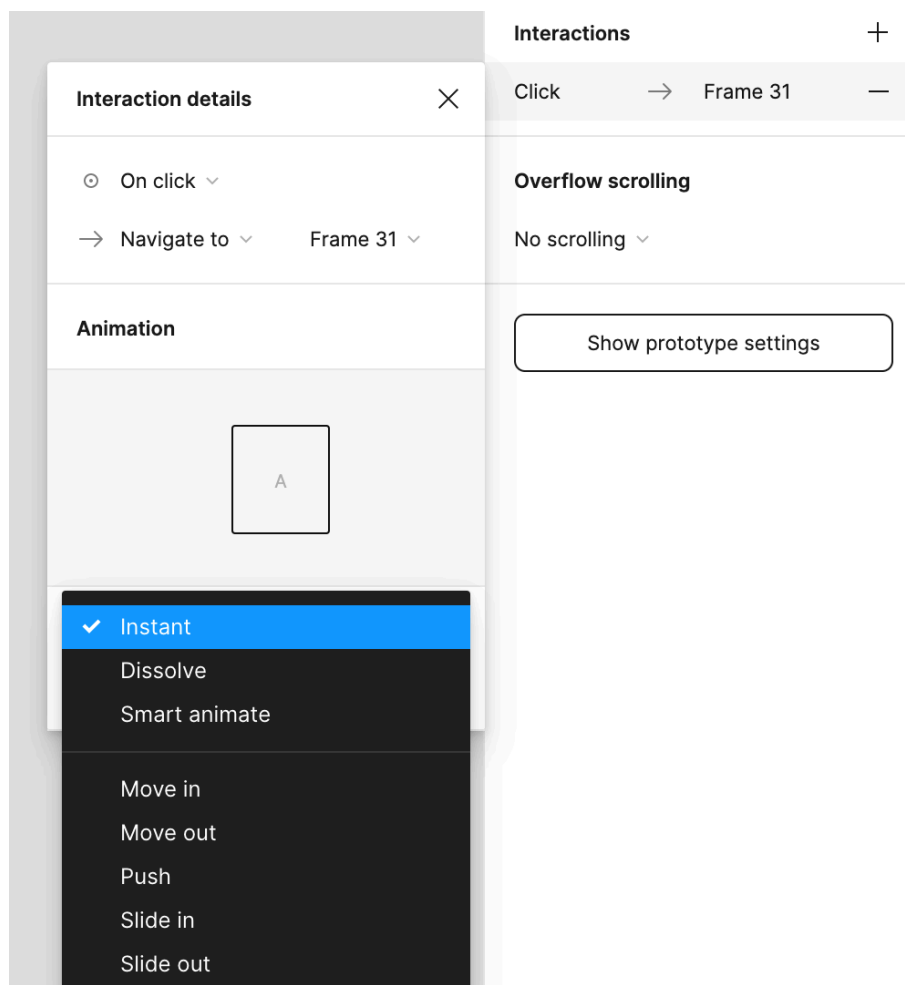 Interactions
Interaction details
Click
Frame 31
On click
Overflow scrolling
Navigate to
Frame 31
No scrolling
Animation
Show prototype settings
A
Instant
Dissolve
Smart animate
Move in
Move out
Push
Slide in
Slide out